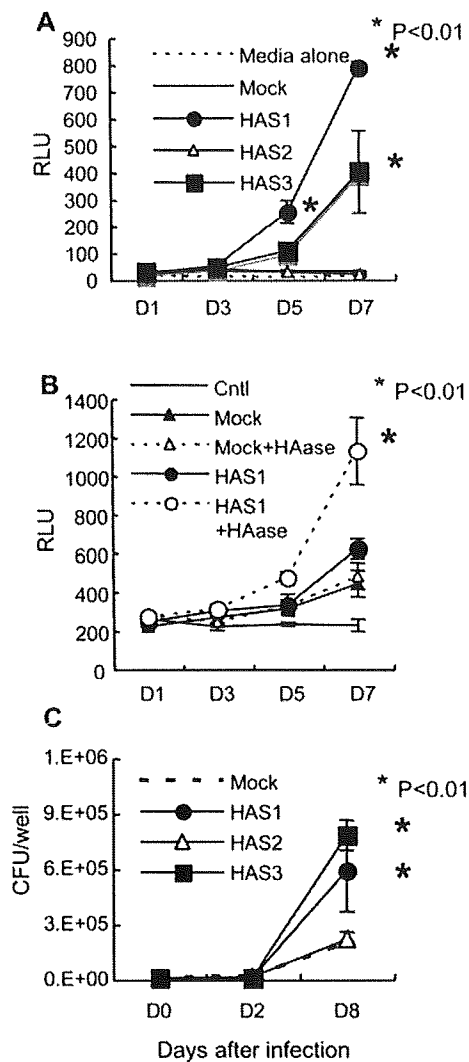 A
* P<0.01
900
800
700
600
500
400
300
200
100
0
RLU
Media alone
Mock
HAS1
HAS2
HAS3
*
*
*
D1 D3 D5 D7
B
* P<0.01
1400
1200
1000
800
600
400
200
0
RLU
Cntl
Mock
Mock+HAase
HAS1
HAS1
+HAase
*
D1 D3 D5 D7
C
* P<0.01
1.E+06
9.E+05
6.E+05
3.E+05
0.E+00
CFU/well
Mock
HAS1
HAS2
HAS3
*
*
D0 D2 D8
Days after infection